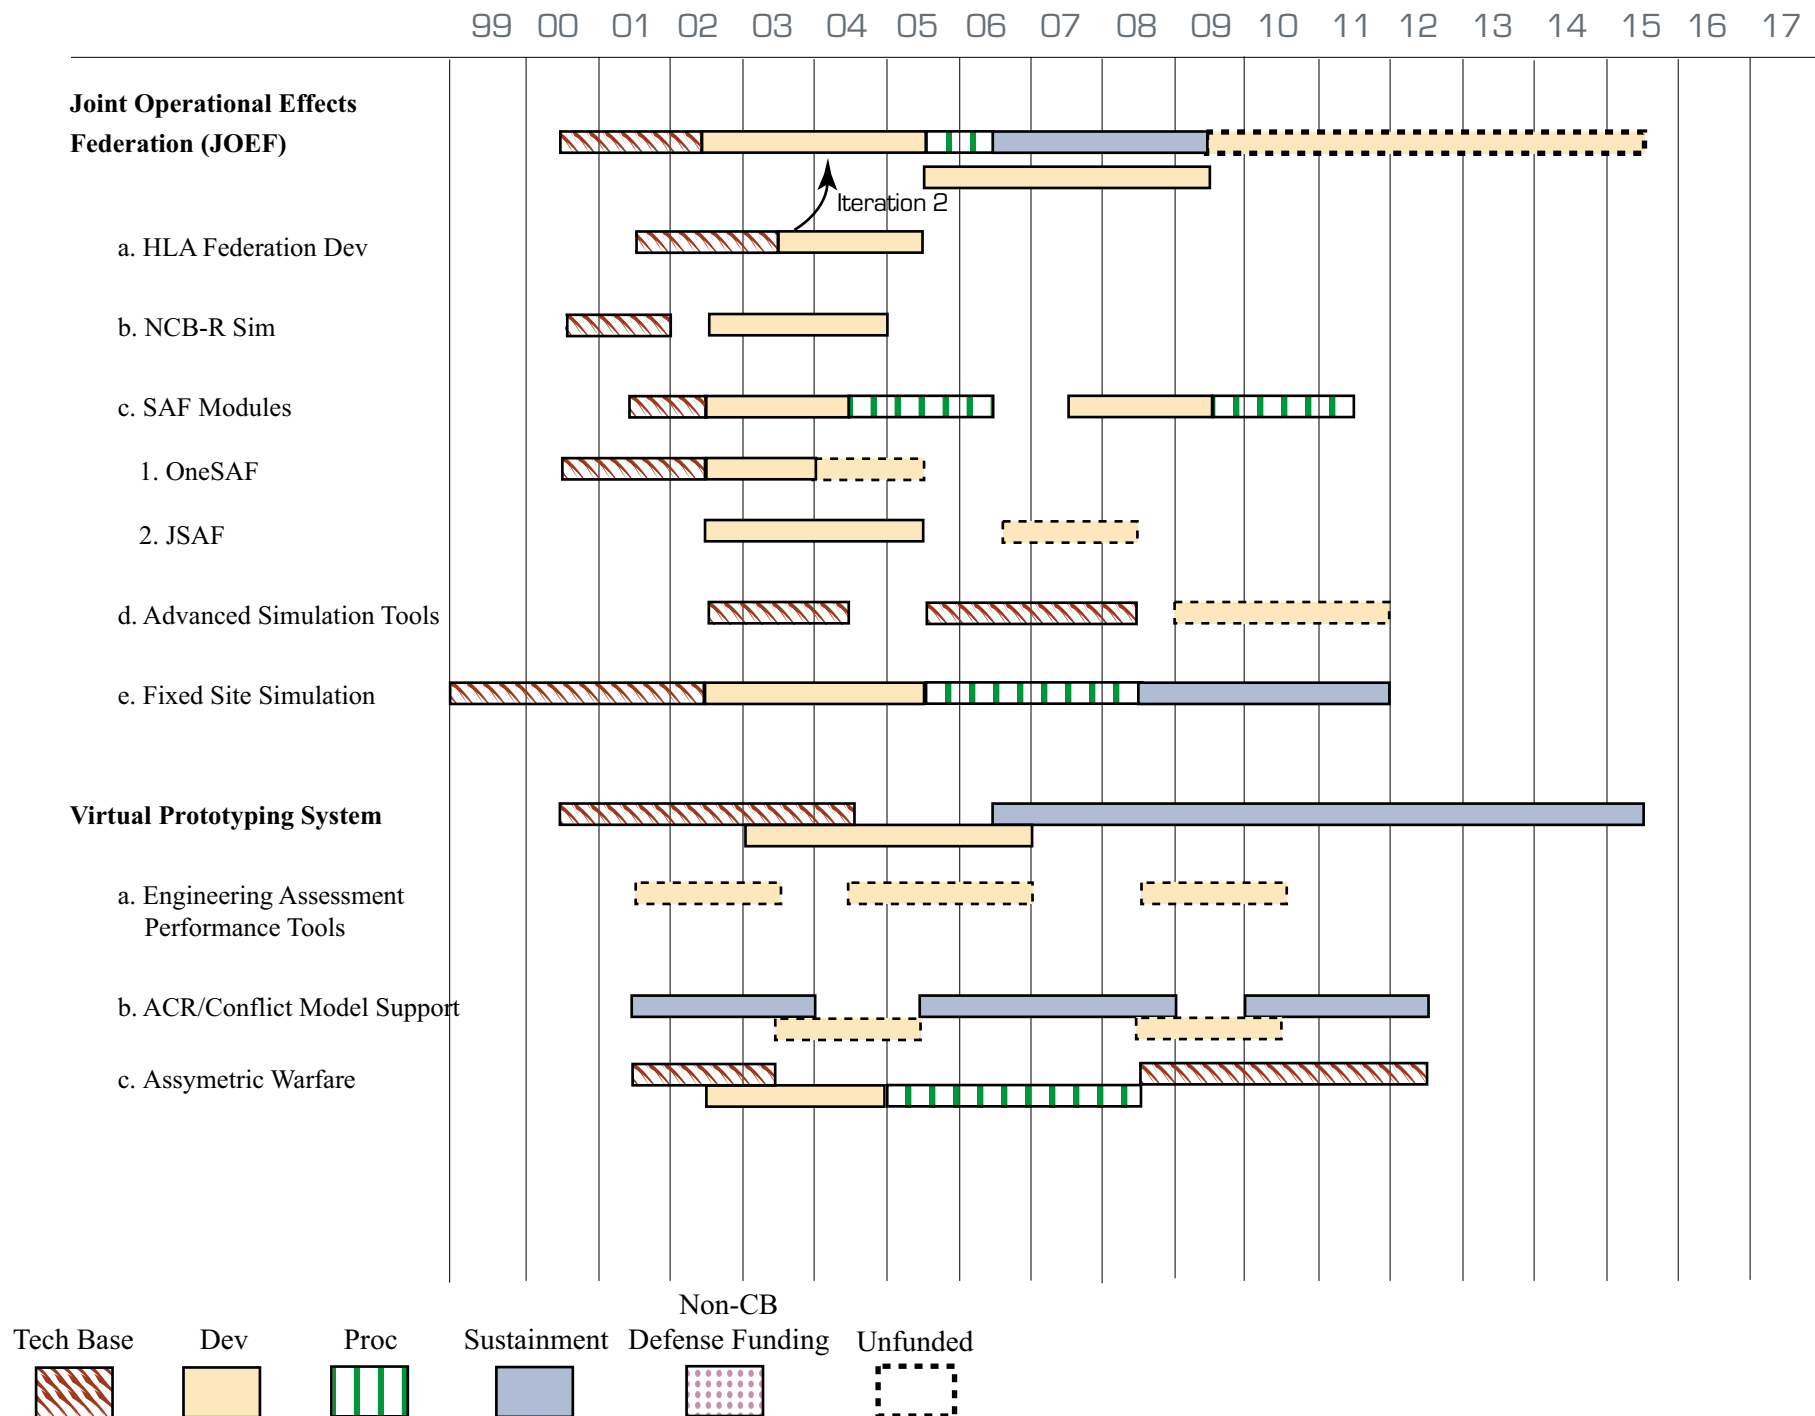 99 00 01 02 03 04 05 06 07 08 09 10 11 12 13 14 15 16 17
Joint Operational Effects
Federation (JOEF)
Iteration 2
a. HLA Federation Dev
b. NCB-R Sim
c. SAF Modules
1. OneSAF
2. JSAF
d. Advanced Simulation Tools
e. Fixed Site Simulation
Virtual Prototyping System
a. Engineering Assessment
Performance Tools
b. ACR/Conflict Model Support
c. Assymetric Warfare
Non-CB
Tech Base Dev Proc Sustainment Defense Funding Unfunded